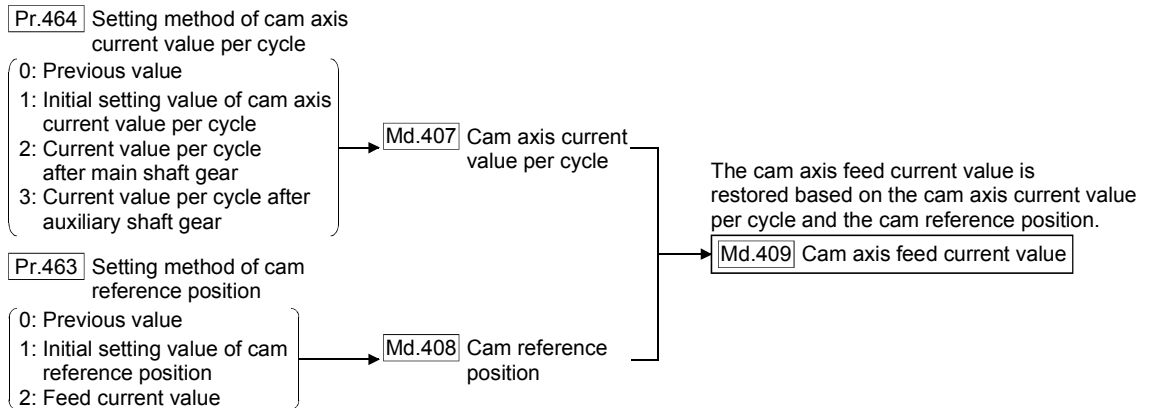 Pr.464 Setting method of cam axis
current value per cycle
0: Previous value
1: Initial setting value of cam axis
current value per cycle
2: Current value per cycle
after main shaft gear
3: Current value per cycle after
auxiliary shaft gear
Md.407 Cam axis current
value per cycle
Pr.463 Setting method of cam
reference position
0: Previous value
1: Initial setting value of cam
reference position
2: Feed current value
Md.408 Cam reference
position
The cam axis feed current value is
restored based on the cam axis current value
per cycle and the cam reference position.
Md.409 Cam axis feed current value